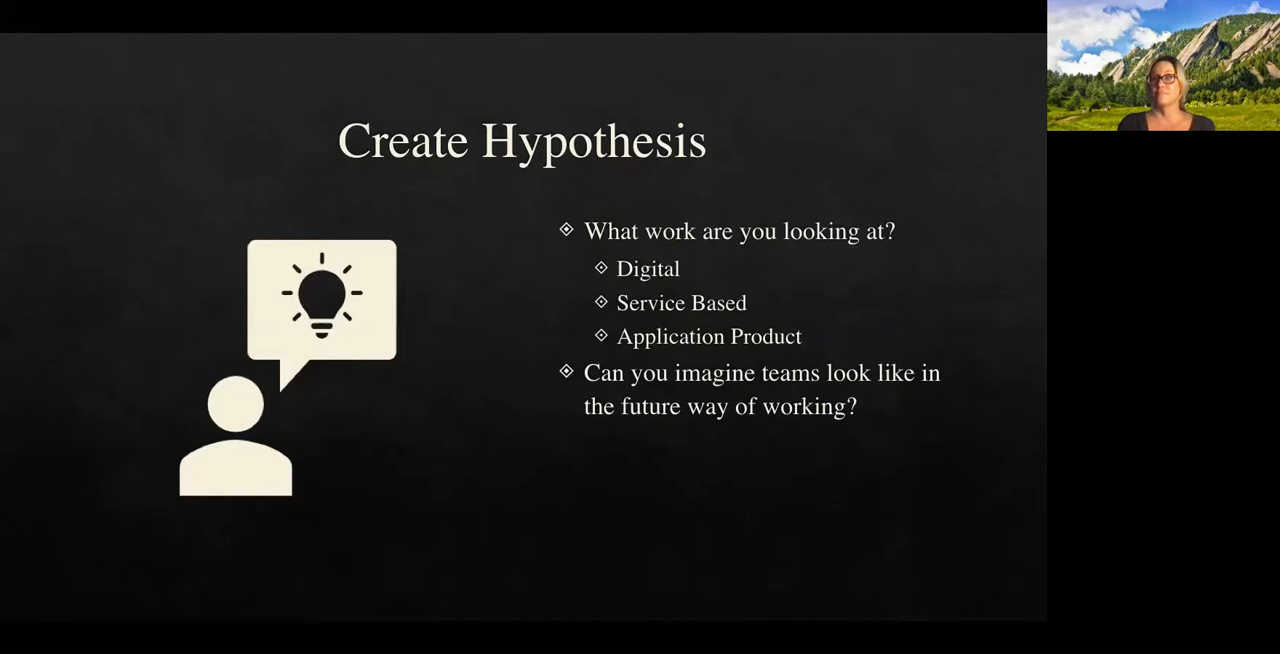 Create Hypothesis
What work are you looking at?
Digital
Service Based
Application Product
Can you imagine teams look like in
the future way of working?